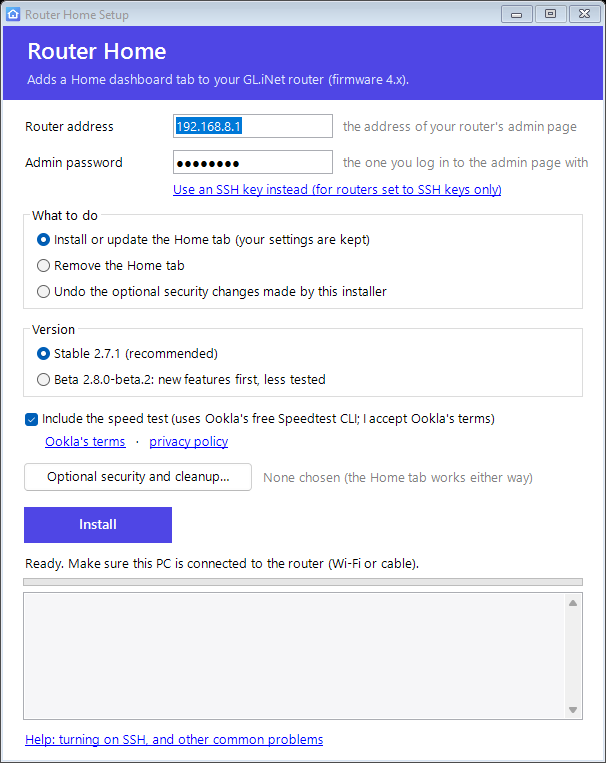 Router Home Setup
Router Home
Adds a Home dashboard tab to your GL.iNet router (firmware 4.x).
Router address 192.168.8.1 the address of your router's admin page
Admin password ●●●●●●●● the one you log in to the admin page with
Use an SSH key instead (for routers set to SSH keys only)
What to do
Install or update the Home tab (your settings are kept)
Remove the Home tab
Undo the optional security changes made by this installer
Version
Stable 2.7.1 (recommended)
Beta 2.8.0-beta.2: new features first, less tested
Include the speed test (uses Ookla's free Speedtest CLI; I accept Ookla's terms)
Ookla's terms · privacy policy
Optional security and cleanup... None chosen (the Home tab works either way)
Install
Ready. Make sure this PC is connected to the router (Wi-Fi or cable).
Help: turning on SSH, and other common problems